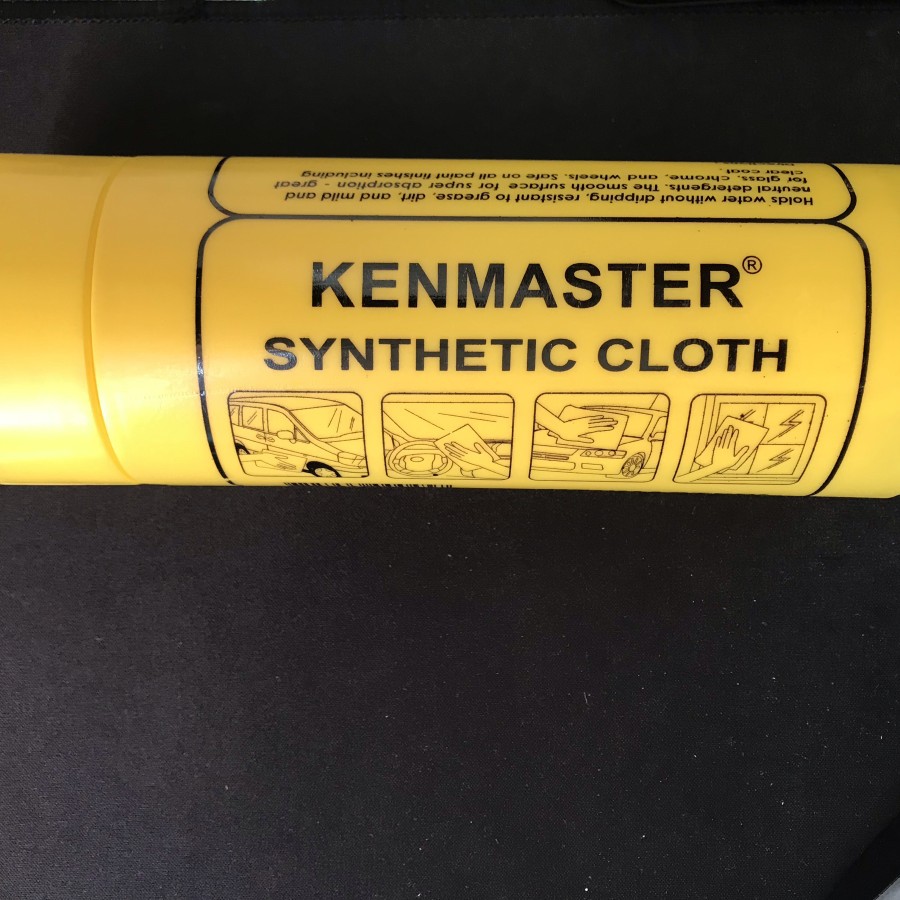 KENMASTER®
SYNTHETIC CLOTH
Holds water without dripping, resistant to grease, dirt, and mild and
neutral detergents. The smooth surface for super absorption - great
for glass, chrome, and wheels. Safe on all paint finishes including
clear coat.